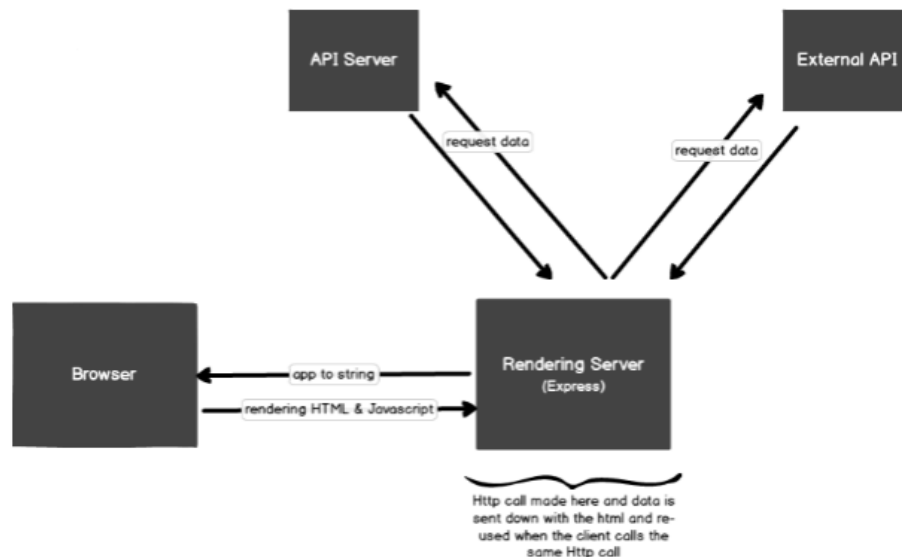 API Server
External API
request data
request data
Browser
app to string
rendering HTML & Javascript
Rendering Server
(Express)
Http call made here and data is
sent down with the html and re-
used when the client calls the
same Http call